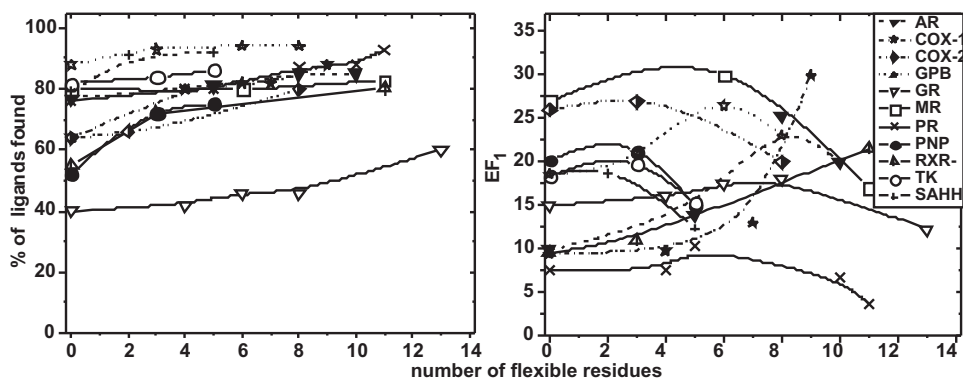 % of ligands found
100
80
60
40
20
0
0 2 4 6 8 10 12 14
EF1
35
30
25
20
15
10
5
0
0 2 4 6 8 10 12 14
number of flexible residues
AR
COX-1
COX-2
GPB
GR
MR
PR
PNP
RXR-
TK
SAHH